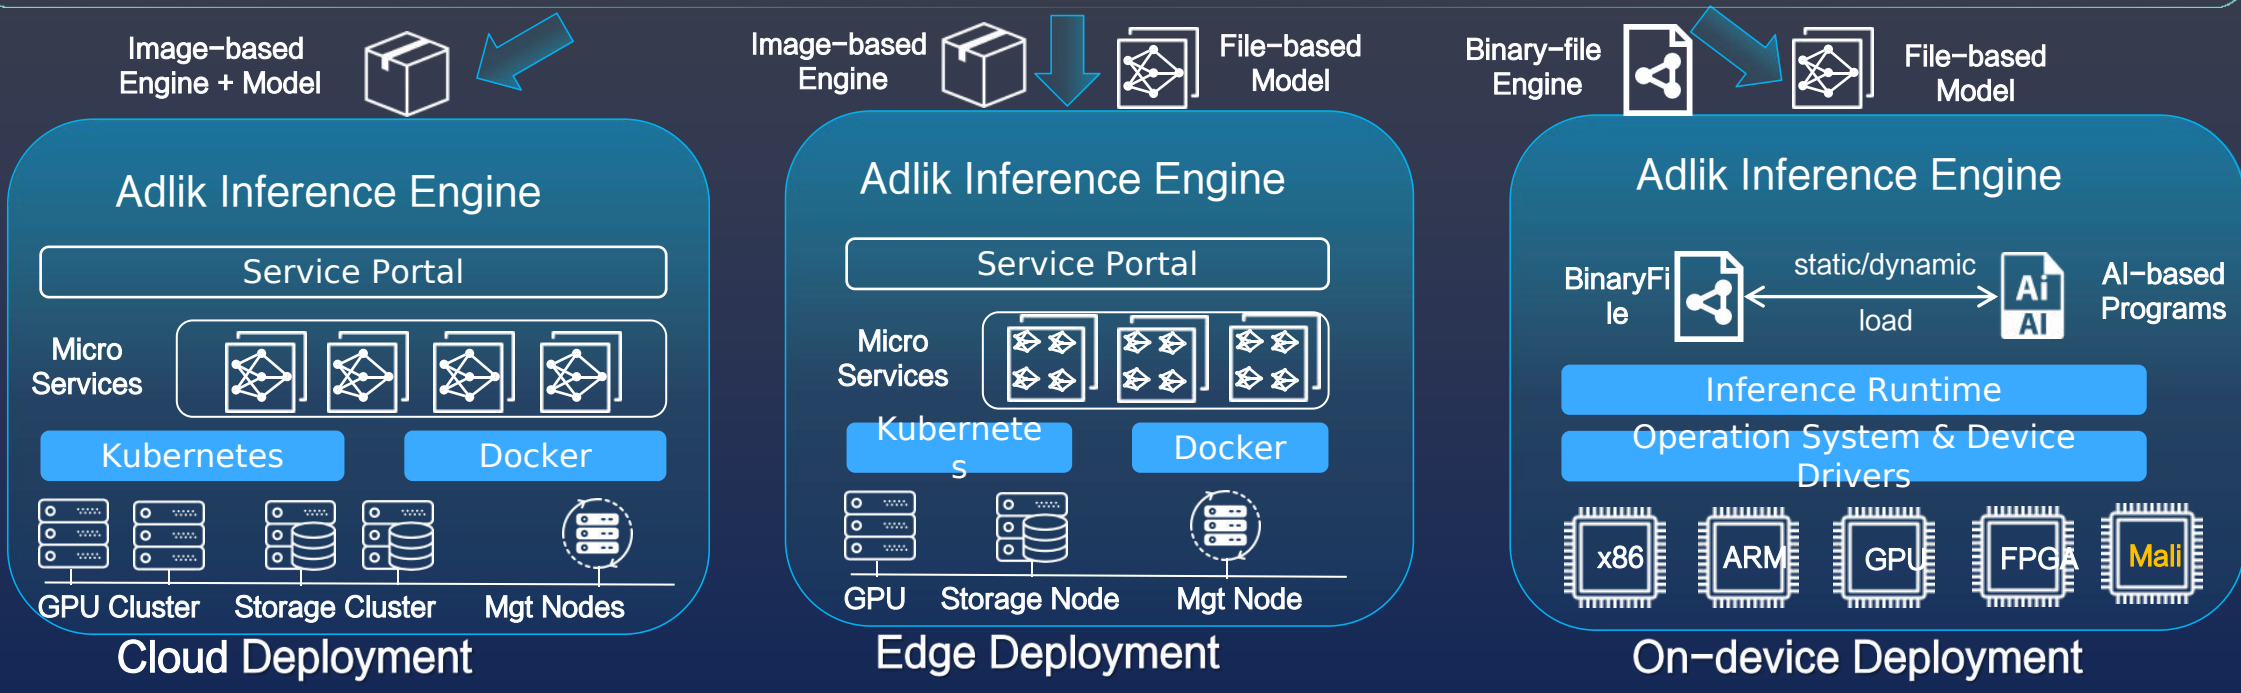 Image-based
Engine + Model
Adlik Inference Engine
Service Portal
Micro
Services
Kubernetes
Docker
GPU Cluster
Storage Cluster
Mgt Nodes
Cloud Deployment
Image-based
Engine
File-based
Model
Adlik Inference Engine
Service Portal
Micro
Services
Kubernete
s
Docker
GPU
Storage Node
Mgt Node
Edge Deployment
Binary-file
Engine
File-based
Model
Adlik Inference Engine
BinaryFi
le
static/dynamic
load
Ai
AI
AI-based
Programs
Inference Runtime
Operation System & Device
Drivers
x86
ARM
GPU
FPGA
Mali
On-device Deployment